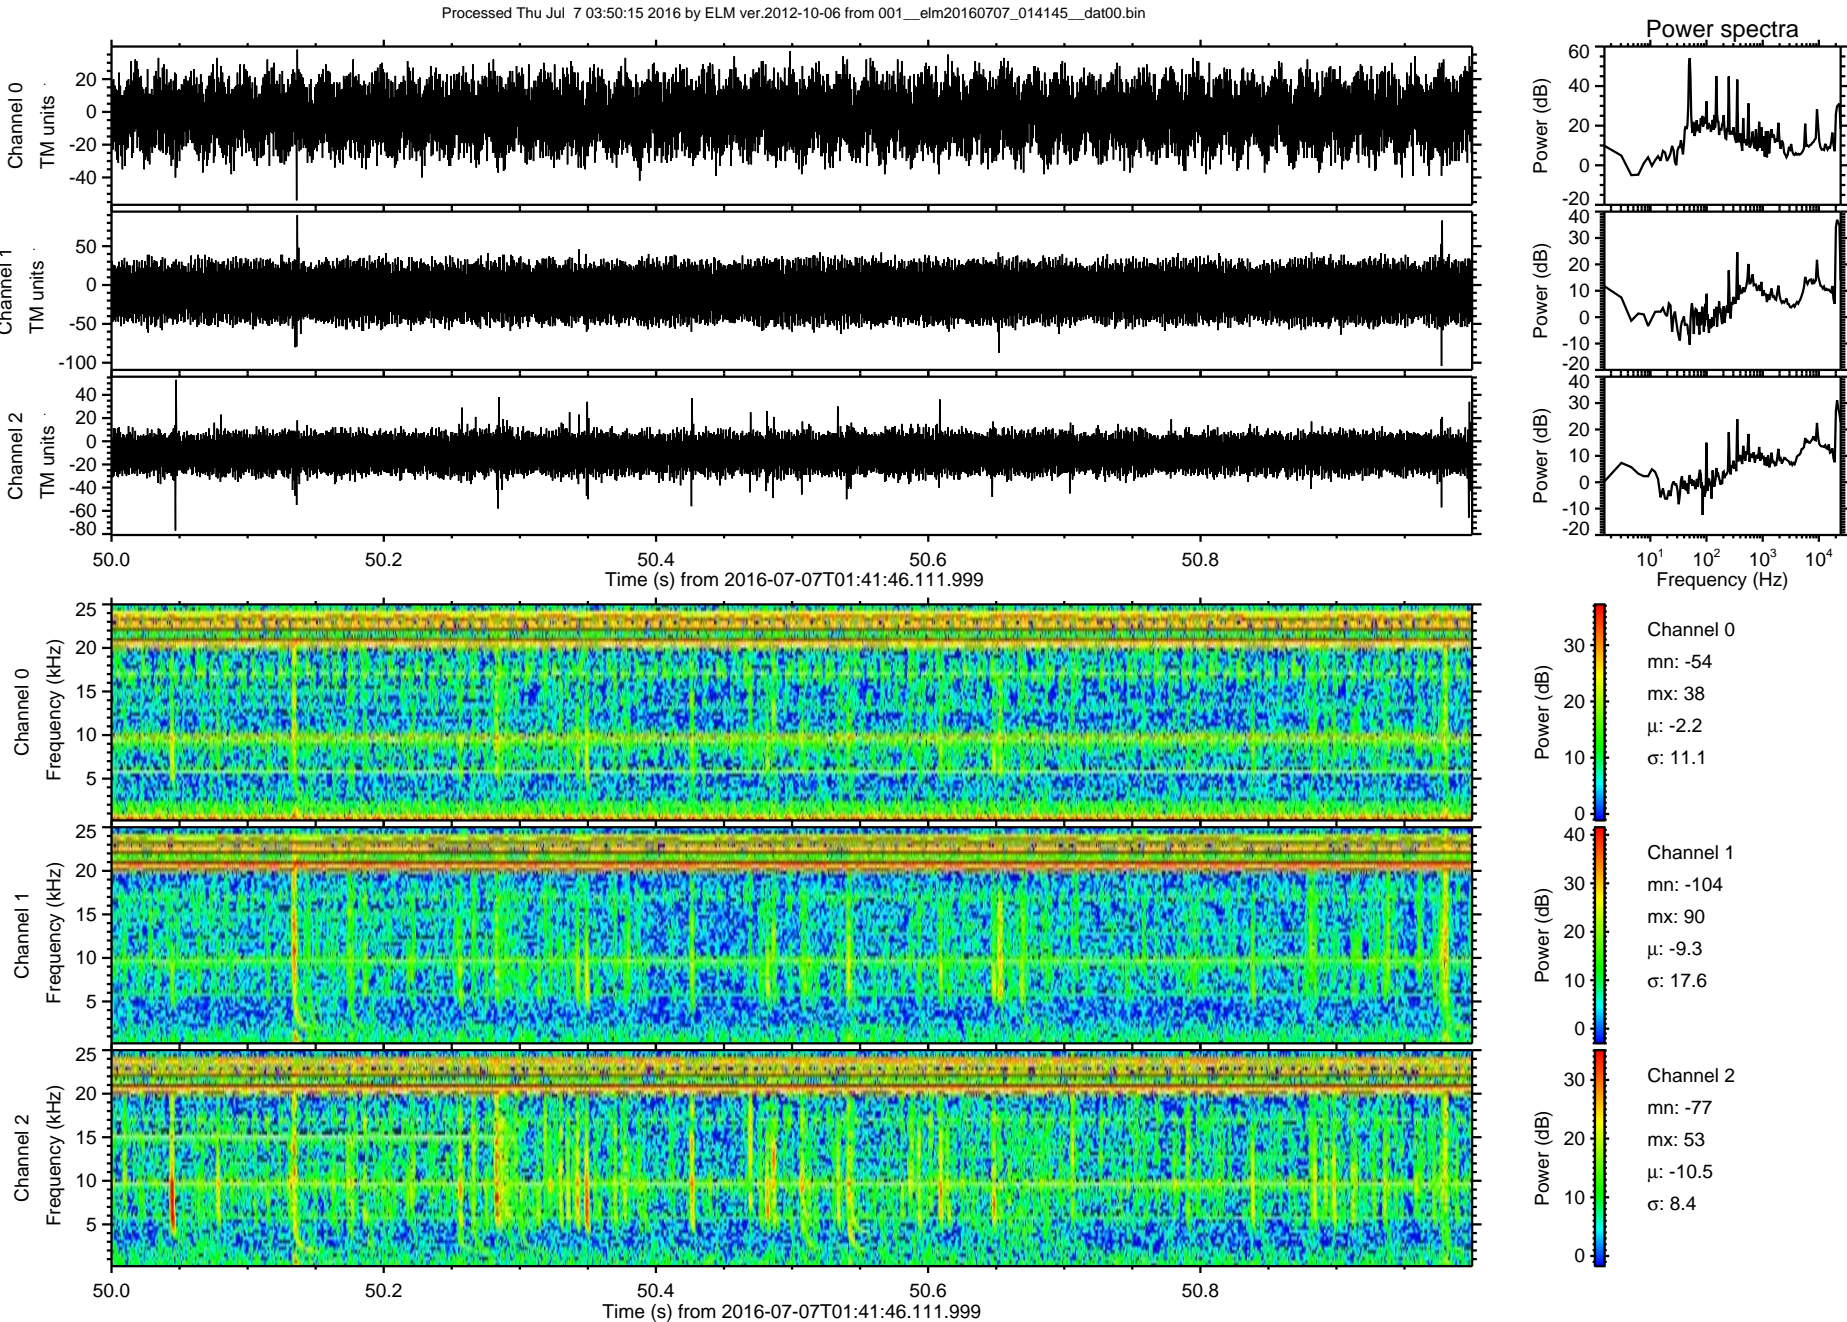 Processed Thu Jul  7 03:50:15 2016 by ELM ver.2012-10-06 from 001__elm20160707_014145__dat00.bin
Power spectra
Channel 0
TM units
20
0
-20
-40
Power (dB)
60
40
20
0
-20
Channel 1
TM units
50
0
-50
-100
Power (dB)
40
30
20
10
0
-10
-20
Channel 2
TM units
40
20
0
-20
-40
-60
-80
Power (dB)
40
30
20
10
0
-10
-20
50.0 50.2 50.4 50.6 50.8
Time (s) from 2016-07-07T01:41:46.111.999
10¹ 10² 10³ 10⁴
Frequency (Hz)
Channel 0
Frequency (kHz)
25
20
15
10
5
Power (dB)
30
20
10
0
Channel 0
mn: -54
mx: 38
μ: -2.2
σ: 11.1
Channel 1
Frequency (kHz)
25
20
15
10
5
Power (dB)
40
30
20
10
0
Channel 1
mn: -104
mx: 90
μ: -9.3
σ: 17.6
Channel 2
Frequency (kHz)
25
20
15
10
5
Power (dB)
30
20
10
0
Channel 2
mn: -77
mx: 53
μ: -10.5
σ: 8.4
50.0 50.2 50.4 50.6 50.8
Time (s) from 2016-07-07T01:41:46.111.999